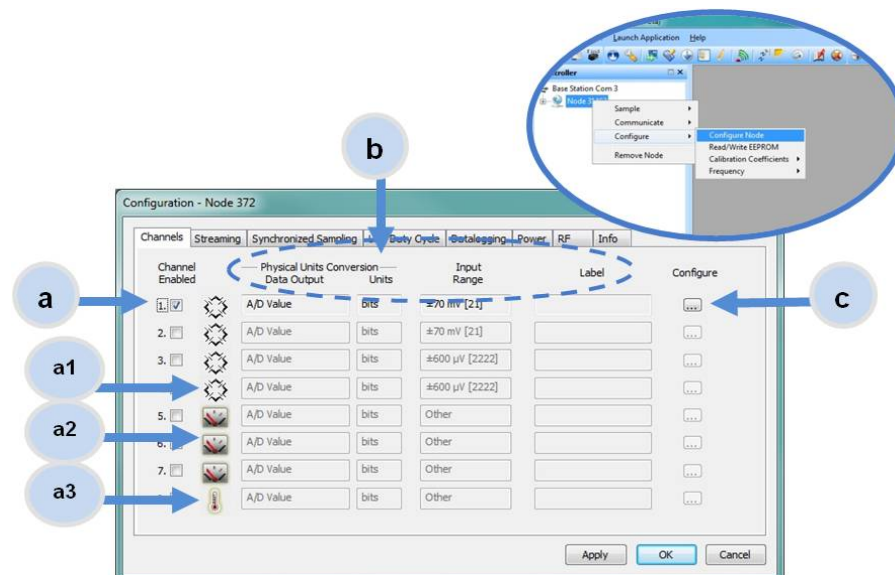 Launch Application Help
Base Station Com 3
Sample
Communicate
Configure
Remove Node
Configure Node
Read/Write EEPROM
Calibration Coefficients
Frequency
b
Configuration - Node 372
Channels Streaming Synchronized Sampling Duty Cycle Datalogging Power RF Info
Channel Enabled
Physical Units Conversion
Data Output Units
Input Range
Label
Configure
a
c
1. A/D Value bits ±70 mV [21] ...
2. A/D Value bits ±70 mV [21] ...
3. A/D Value bits ±600 µV [2222] ...
a1
A/D Value bits ±600 µV [2222] ...
5. A/D Value bits Other ...
a2
6. A/D Value bits Other ...
7. A/D Value bits Other ...
a3
A/D Value bits Other ...
Apply OK Cancel